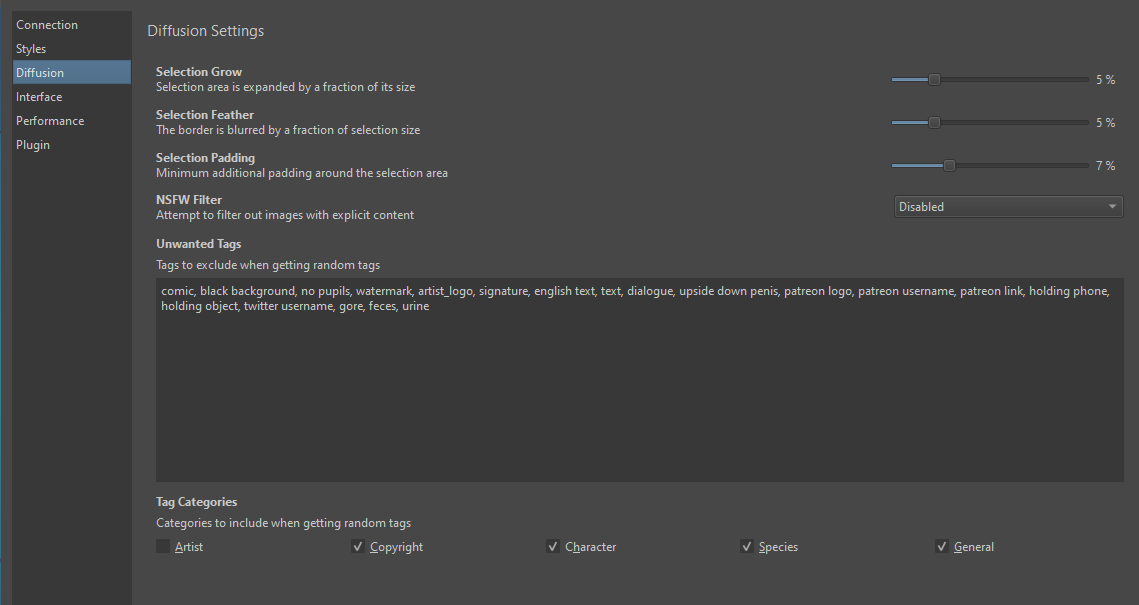 Connection
Styles
Diffusion
Interface
Performance
Plugin
Diffusion Settings
Selection Grow
Selection area is expanded by a fraction of its size
5 %
Selection Feather
The border is blurred by a fraction of selection size
5 %
Selection Padding
Minimum additional padding around the selection area
7 %
NSFW Filter
Attempt to filter out images with explicit content
Disabled
Unwanted Tags
Tags to exclude when getting random tags
comic, black background, no pupils, watermark, artist_logo, signature, english text, text, dialogue, upside down penis, patreon logo, patreon username, patreon link, holding phone,
holding object, twitter username, gore, feces, urine
Tag Categories
Categories to include when getting random tags
Artist Copyright Character Species General